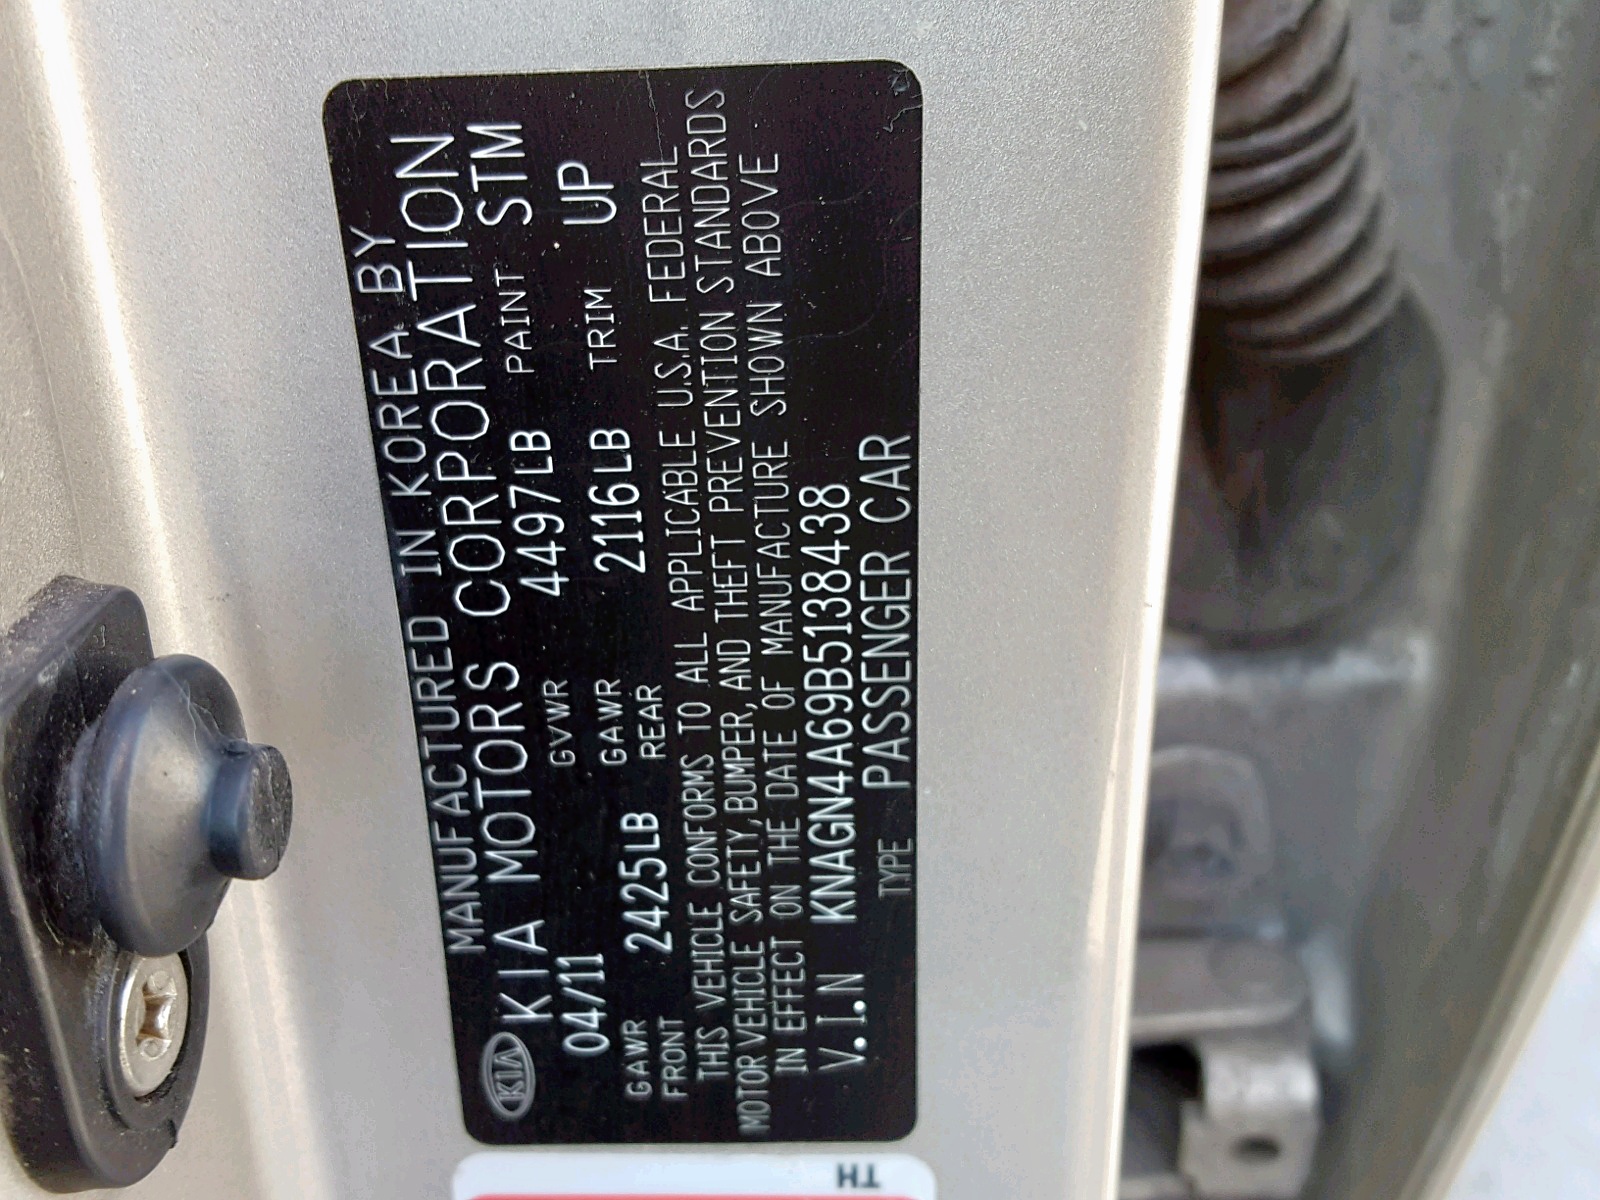 MANUFACTURED IN KOREA BY
KIA KIA MOTORS CORPORATION
04/11 GVWR 4497LB PAINT STM
GAWR FRONT 2425LB GAWR REAR 2116LB TRIM UP
THIS VEHICLE CONFORMS TO ALL APPLICABLE U.S.A. FEDERAL
MOTOR VEHICLE SAFETY, BUMPER, AND THEFT PREVENTION STANDARDS
IN EFFECT ON THE DATE OF MANUFACTURE SHOWN ABOVE
V.I.N KNAGN4A69B5138438
TYPE PASSENGER CAR
TH